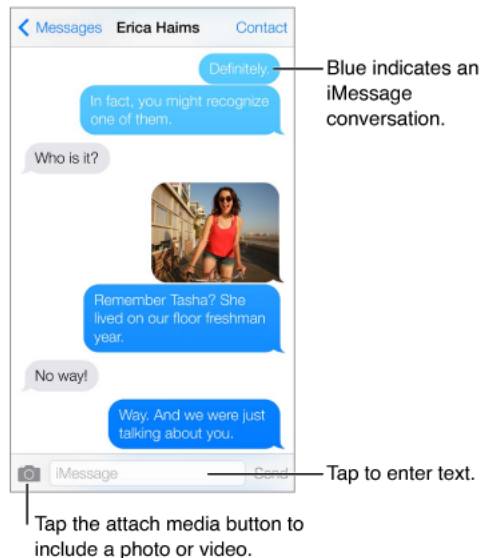 Messages Erica Haims Contact
Definitely.
Blue indicates an
iMessage
conversation.
In fact, you might recognize
one of them.
Who is it?
Remember Tasha? She
lived on our floor freshman
year.
No way!
Way. And we were just
talking about you.
iMessage Send
Tap to enter text.
Tap the attach media button to
include a photo or video.